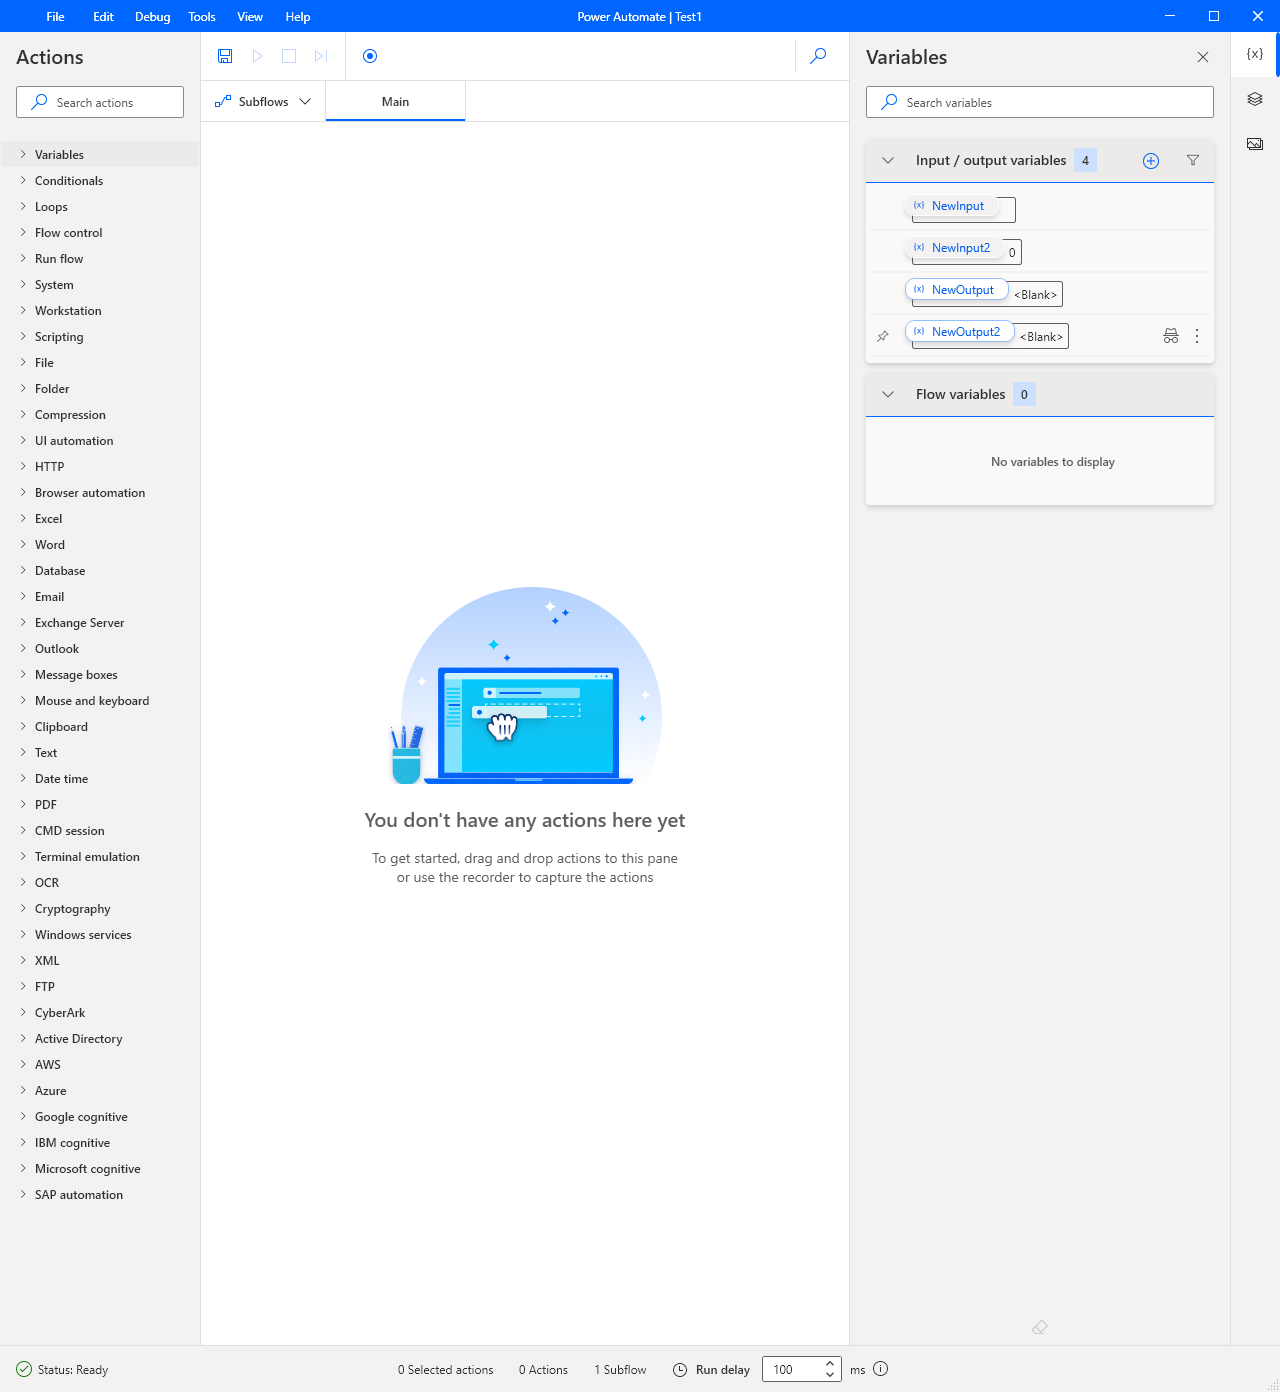 File Edit Debug Tools View Help
Power Automate | Test1
Actions
Search actions
Variables
Conditionals
Loops
Flow control
Run flow
System
Workstation
Scripting
File
Folder
Compression
UI automation
HTTP
Browser automation
Excel
Word
Database
Email
Exchange Server
Outlook
Message boxes
Mouse and keyboard
Clipboard
Text
Date time
PDF
CMD session
Terminal emulation
OCR
Cryptography
Windows services
XML
FTP
CyberArk
Active Directory
AWS
Azure
Google cognitive
IBM cognitive
Microsoft cognitive
SAP automation
Subflows
Main
You don't have any actions here yet
To get started, drag and drop actions to this pane
or use the recorder to capture the actions
Variables
{x}
Search variables
Input / output variables 4
(x) NewInput
(x) NewInput2 0
(x) NewOutput <Blank>
(x) NewOutput2 <Blank>
Flow variables 0
No variables to display
Status: Ready
0 Selected actions
0 Actions
1 Subflow
Run delay 100 ms